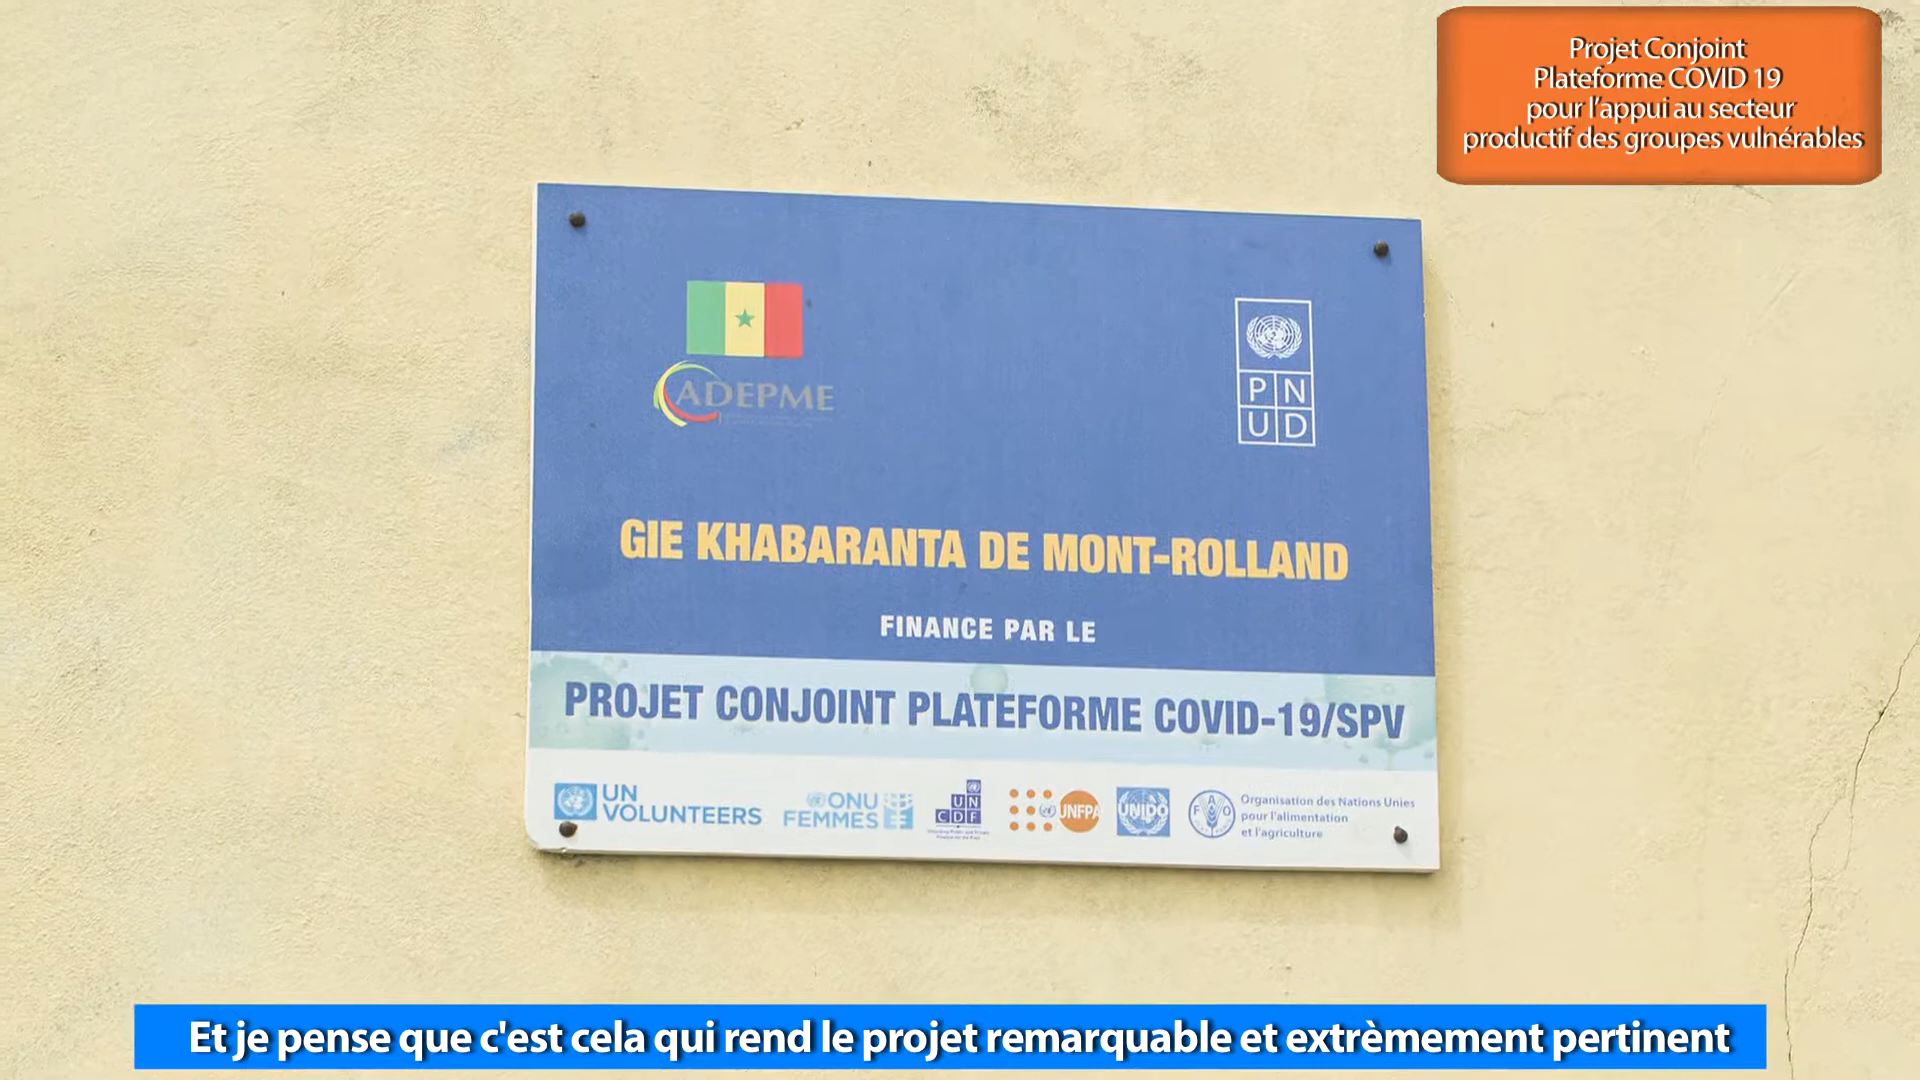 Projet Conjoint
Plateforme COVID 19
pour l'appui au secteur
productif des groupes vulnérables
ADEPME
PN
UD
GIE KHABARANTA DE MONT-ROLLAND
FINANCE PAR LE
PROJET CONJOINT PLATEFORME COVID-19/SPV
UN
VOLUNTEERS
ONU
FEMMES
UN
CDF
UNFPA
UNIDO
FAO
Organisation des Nations Unies
pour l'alimentation
et l'agriculture
Et je pense que c'est cela qui rend le projet remarquable et extrèmement pertinent